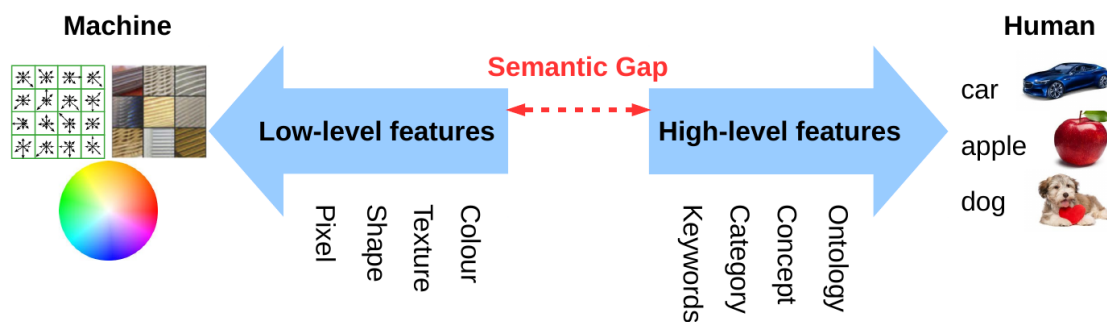 Machine
Human
Semantic Gap
Low-level features
High-level features
car
apple
dog
Pixel
Shape
Texture
Colour
Keywords
Category
Concept
Ontology